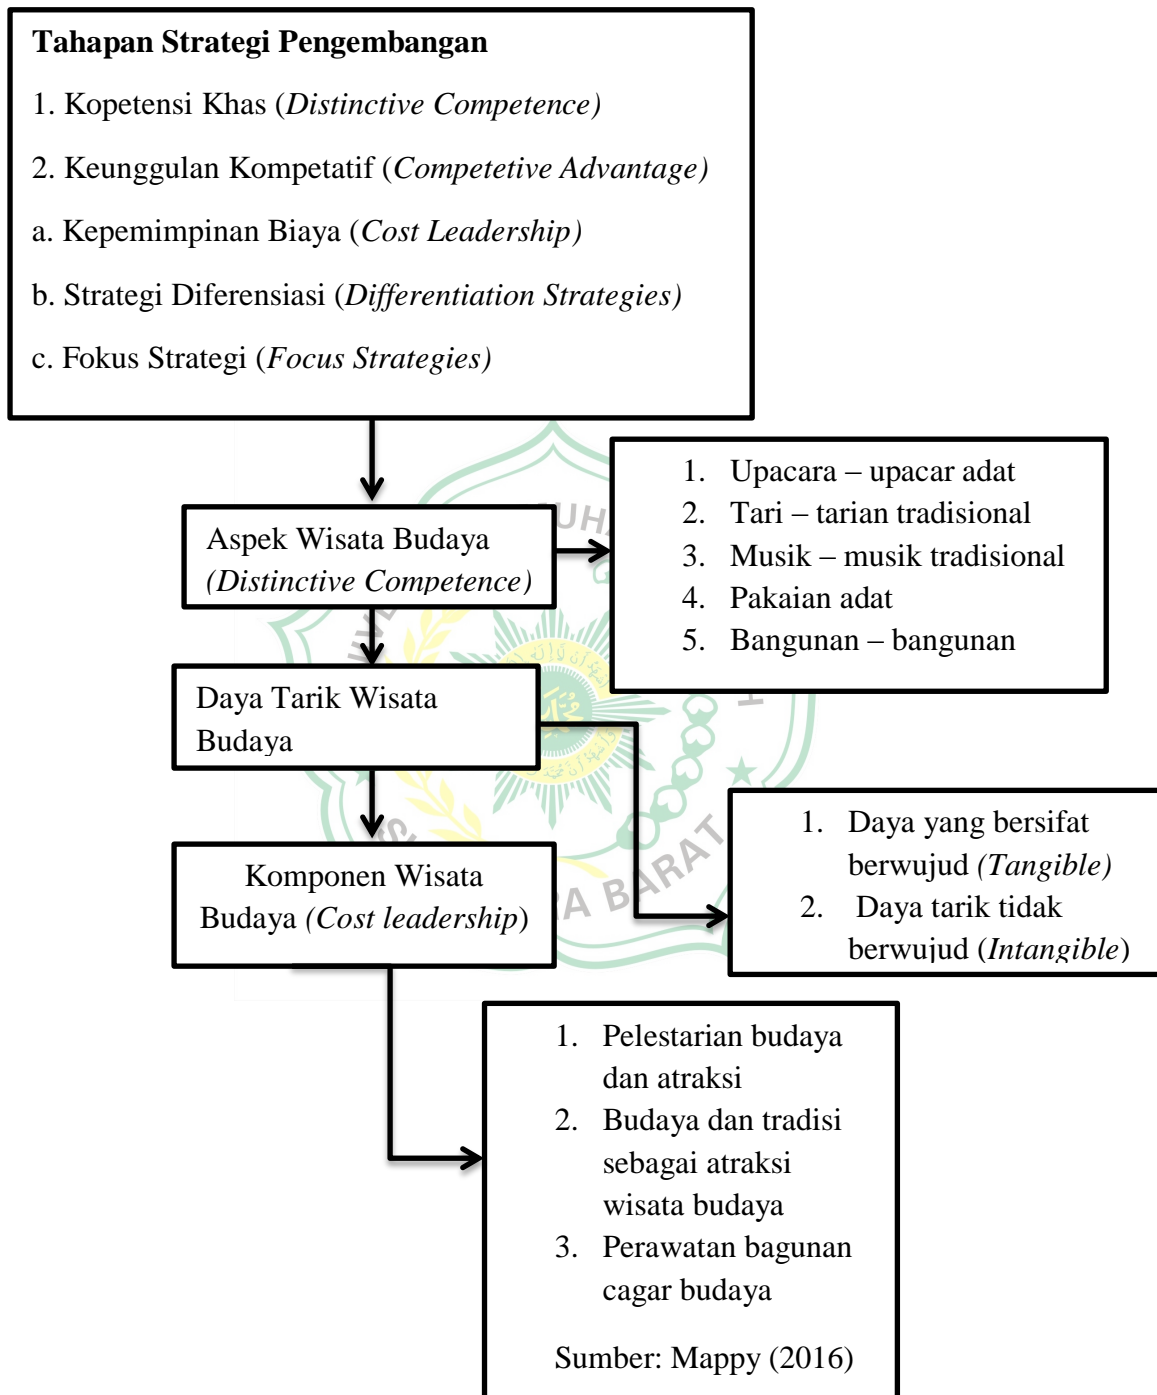 Tahapan Strategi Pengembangan
1. Kopetensi Khas (Distinctive Competence)
2. Keunggulan Kompetatif (Competetive Advantage)
a. Kepemimpinan Biaya (Cost Leadership)
b. Strategi Diferensiasi (Differentiation Strategies)
c. Fokus Strategi (Focus Strategies)
Aspek Wisata Budaya
(Distinctive Competence)
1. Upacara – upacar adat
2. Tari – tarian tradisional
3. Musik – musik tradisional
4. Pakaian adat
5. Bangunan – bangunan
Daya Tarik Wisata
Budaya
1. Daya yang bersifat
berwujud (Tangible)
2. Daya tarik tidak
berwujud (Intangible)
Komponen Wisata
Budaya (Cost leadership)
1. Pelestarian budaya
dan atraksi
2. Budaya dan tradisi
sebagai atraksi
wisata budaya
3. Perawatan bagunan
cagar budaya
Sumber: Mappy (2016)
BARAT